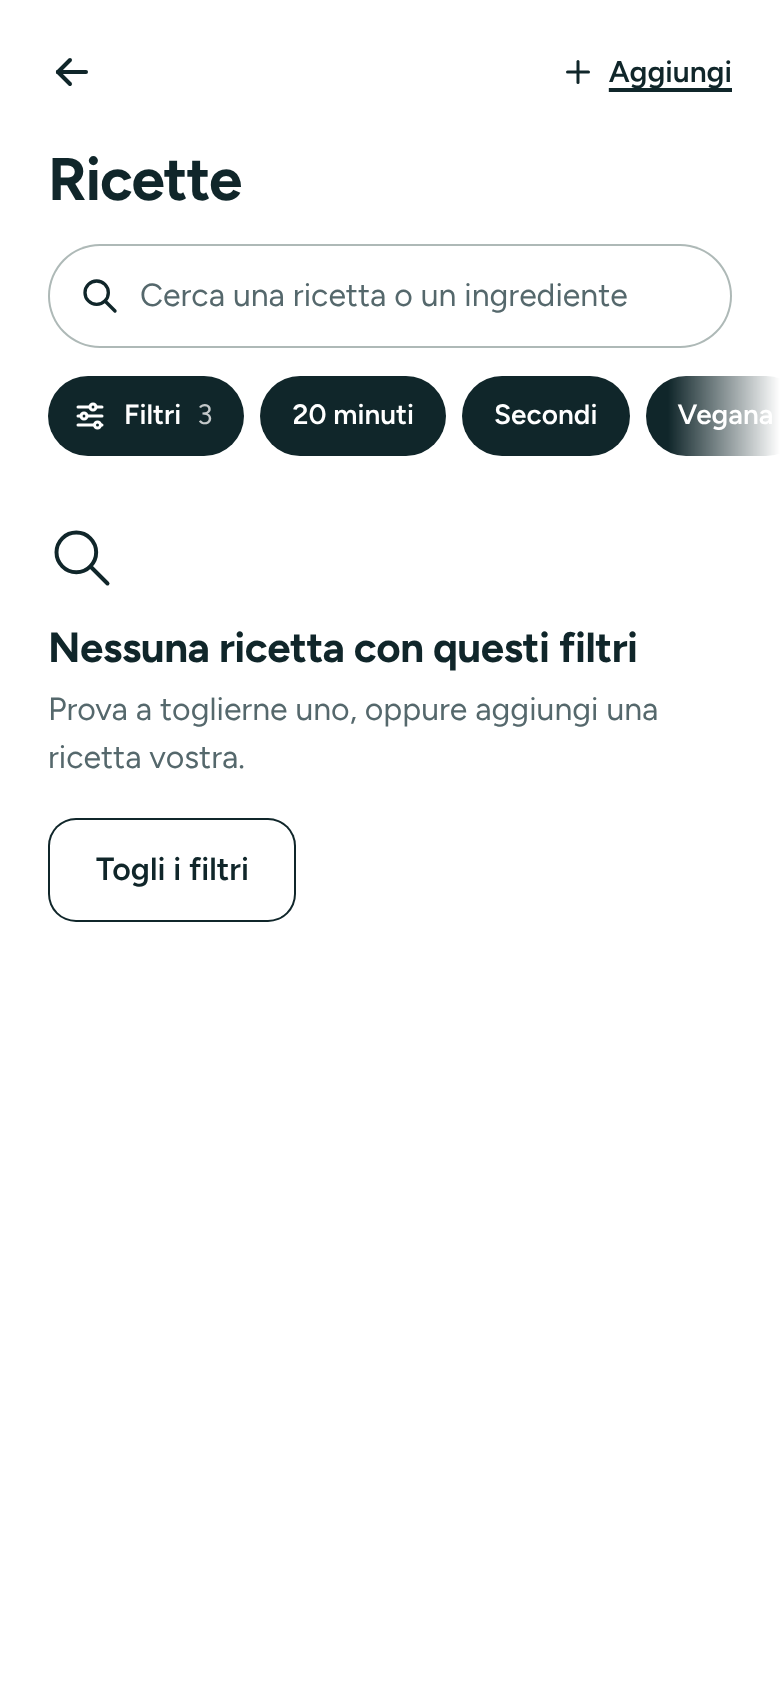 Aggiungi
Ricette
Cerca una ricetta o un ingrediente
Filtri 3
20 minuti
Secondi
Vegana
Nessuna ricetta con questi filtri
Prova a toglierne uno, oppure aggiungi una
ricetta vostra.
Togli i filtri